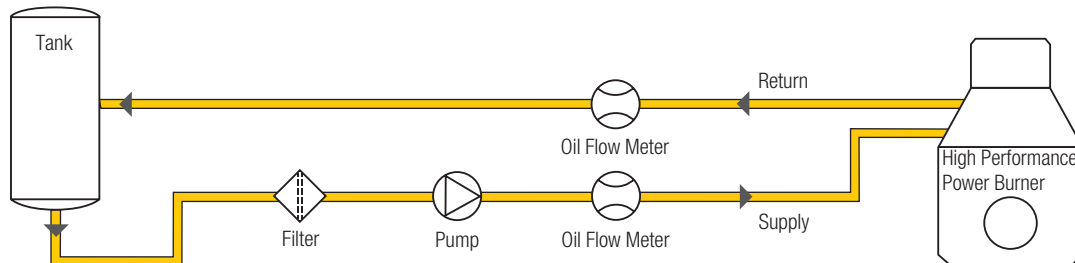 Tank
Return
Oil Flow Meter
High Performance
Power Burner
Filter
Pump
Oil Flow Meter
Supply